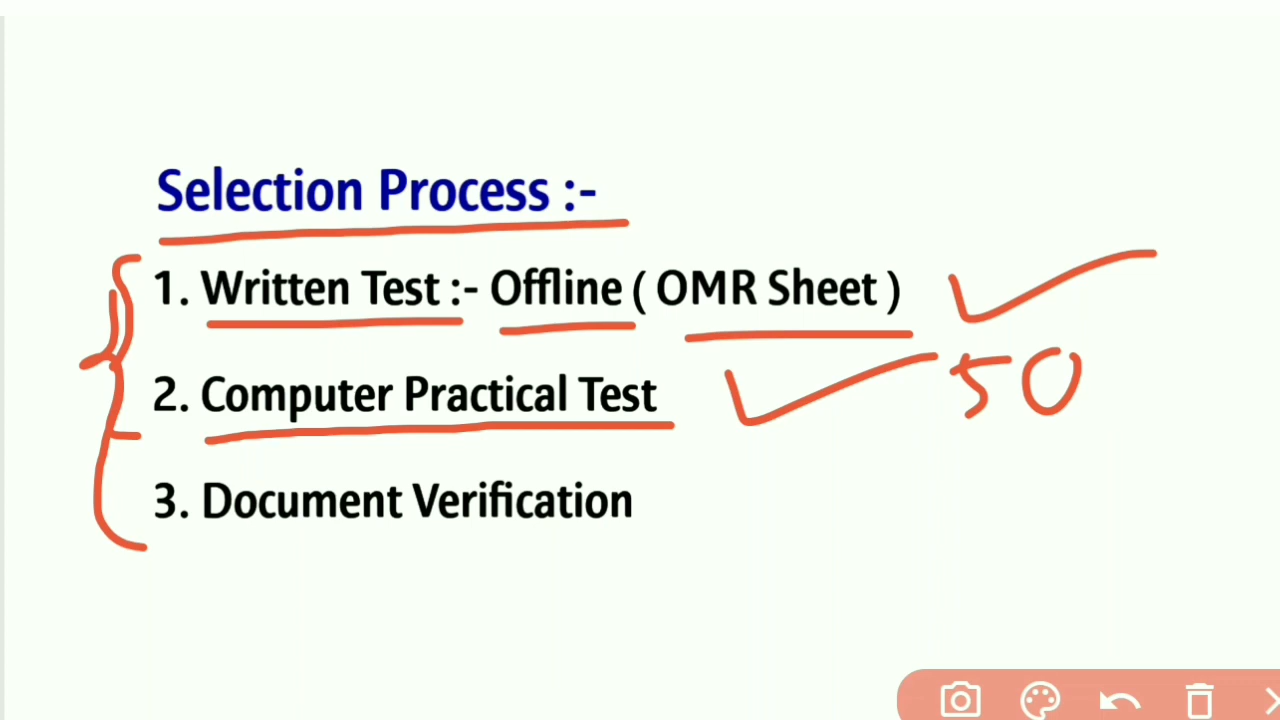 Selection Process :-
1. Written Test :- Offline ( OMR Sheet )
2. Computer Practical Test 50
3. Document Verification